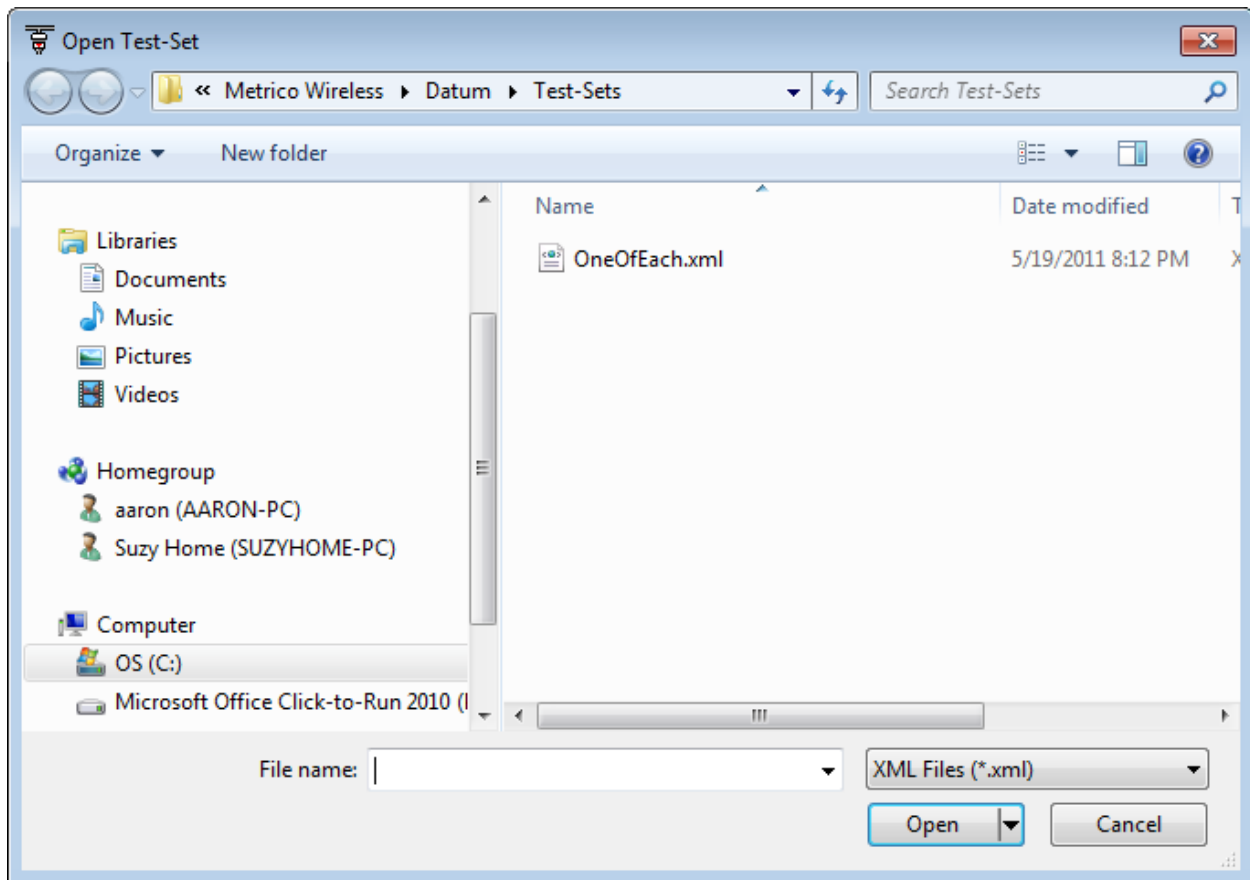 Open Test-Set
« Metrico Wireless Datum Test-Sets Search Test-Sets
Organize New folder
Name Date modified T
Libraries OneOfEach.xml 5/19/2011 8:12 PM X
Documents
Music
Pictures
Videos
Homegroup
aaron (AARON-PC)
Suzy Home (SUZYHOME-PC)
Computer
OS (C:)
Microsoft Office Click-to-Run 2010 (
File name: XML Files (*.xml)
Open Cancel